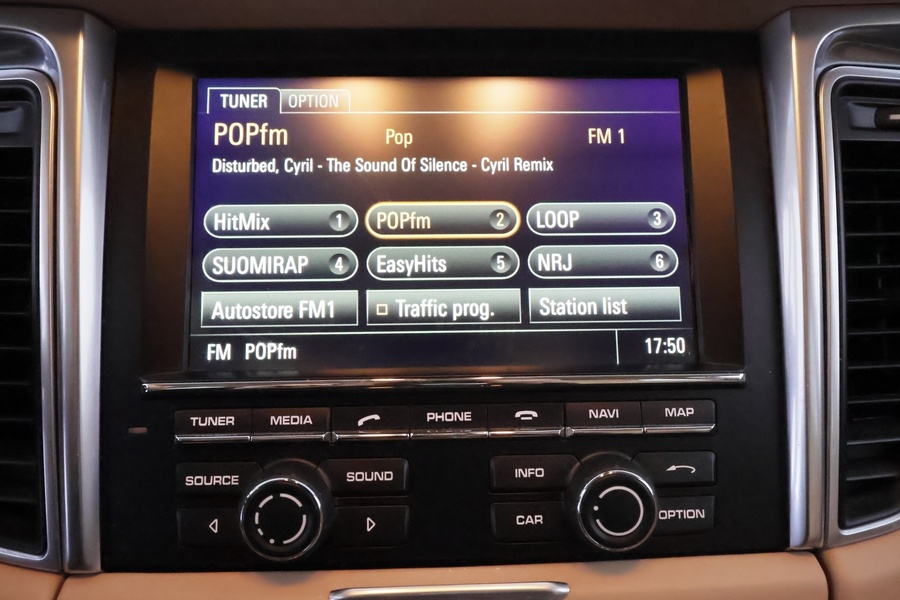 TUNER OPTION
POPfm Pop FM 1
Disturbed, Cyril - The Sound Of Silence - Cyril Remix
HitMix 1 POPfm 2 LOOP 3
SUOMIRAP 4 EasyHits 5 NRJ 6
Autostore FM1 Traffic prog. Station list
FM POPfm 17:50
TUNER MEDIA PHONE NAVI MAP
SOURCE SOUND INFO
CAR OPTION